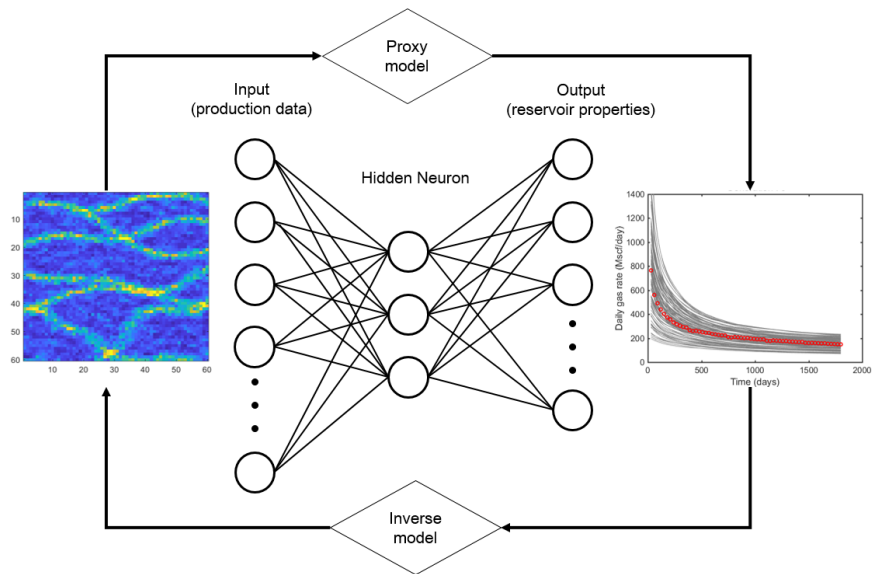 Proxy
model
Input
(production data)
Output
(reservoir properties)
Hidden Neuron
10
20
30
40
50
60
10 20 30 40 50 60
Daily gas rate (Mscf/day)
1400
1200
1000
800
600
400
200
0
0 500 1000 1500 2000
Time (days)
Inverse
model